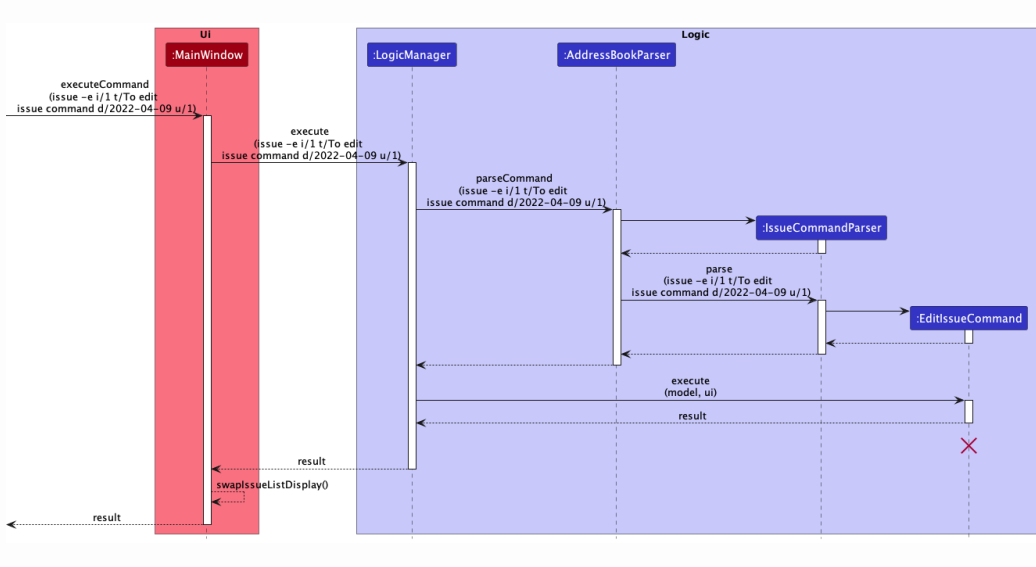 Ui
Logic
:MainWindow
:LogicManager
:AddressBookParser
executeCommand
(issue -e i/1 t/To edit
issue command d/2022-04-09 u/1)
execute
(issue -e i/1 t/To edit
issue command d/2022-04-09 u/1)
parseCommand
(issue -e i/1 t/To edit
issue command d/2022-04-09 u/1)
:IssueCommandParser
parse
(issue -e i/1 t/To edit
issue command d/2022-04-09 u/1)
:EditIssueCommand
execute
(model, ui)
result
result
swapIssueListDisplay()
result